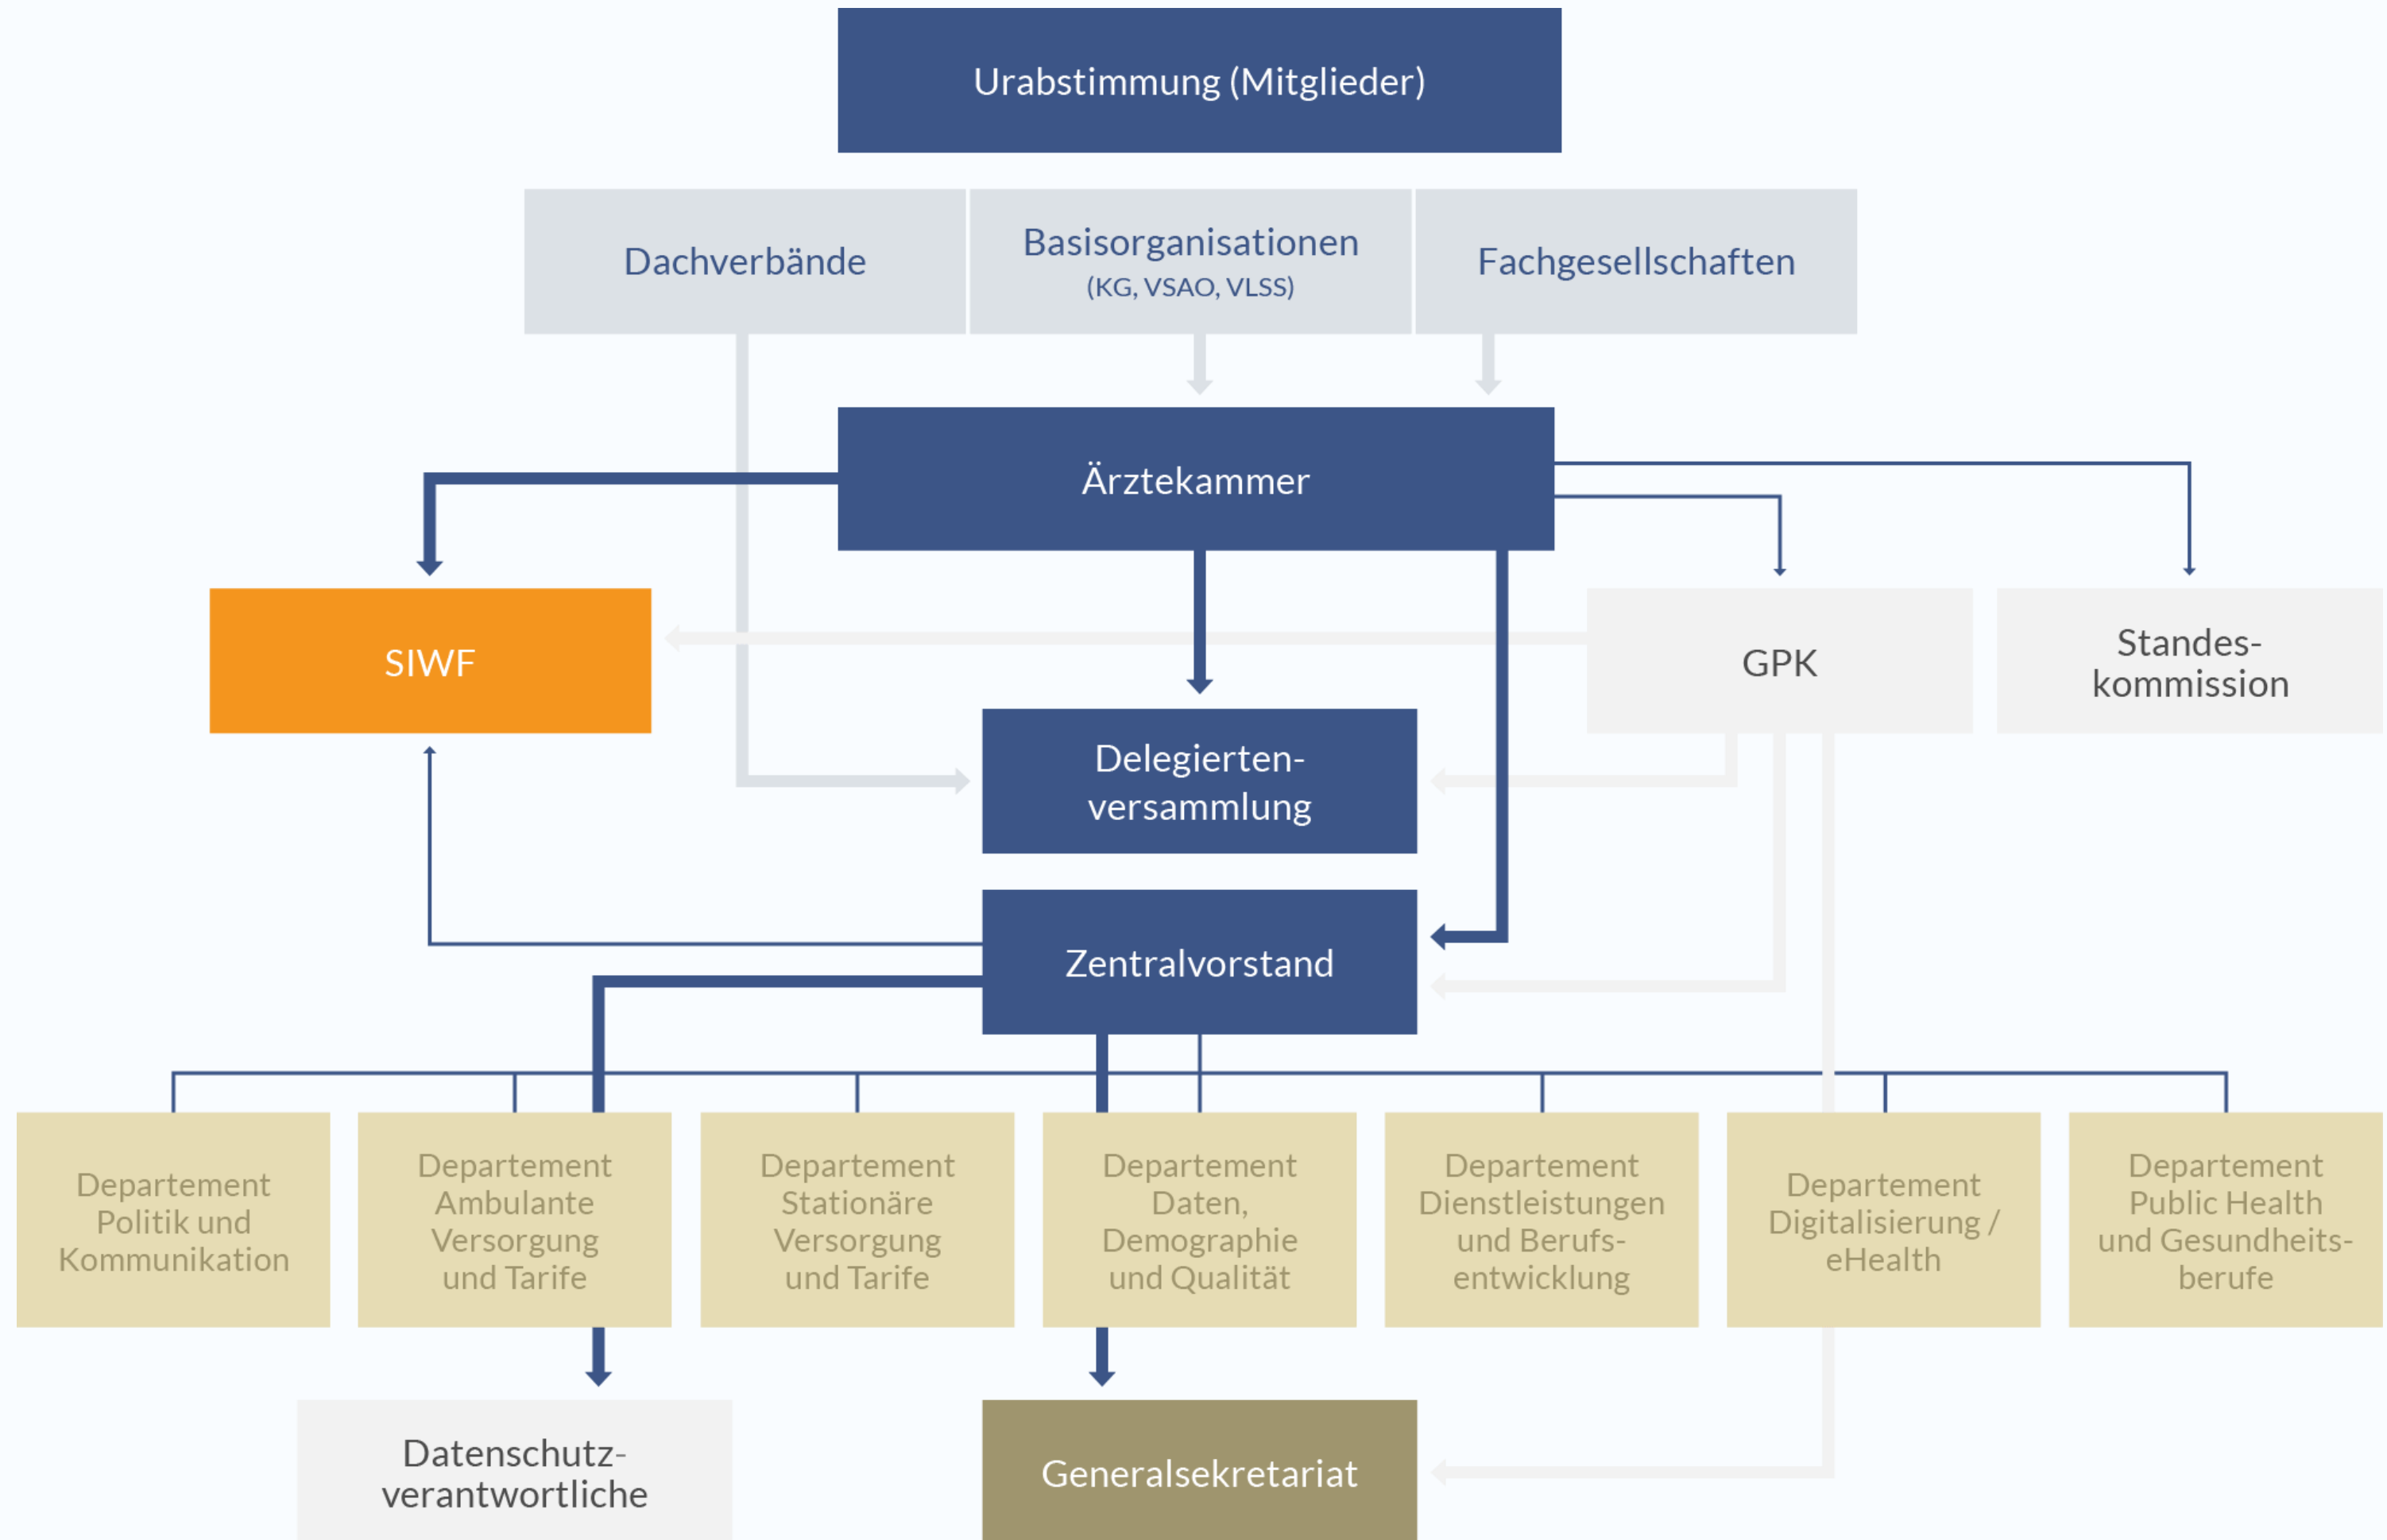 Urabstimmung (Mitglieder)
Dachverbände
Basisorganisationen
(KG, VSAO, VLSS)
Fachgesellschaften
Ärztekammer
SIWF
GPK
Standes-
kommission
Delegierten-
versammlung
Zentralvorstand
Departement
Politik und
Kommunikation
Departement
Ambulante
Versorgung
und Tarife
Departement
Stationäre
Versorgung
und Tarife
Departement
Daten,
Demographie
und Qualität
Departement
Dienstleistungen
und Berufs-
entwicklung
Departement
Digitalisierung /
eHealth
Departement
Public Health
und Gesundheits-
berufe
Datenschutz-
verantwortliche
Generalsekretariat